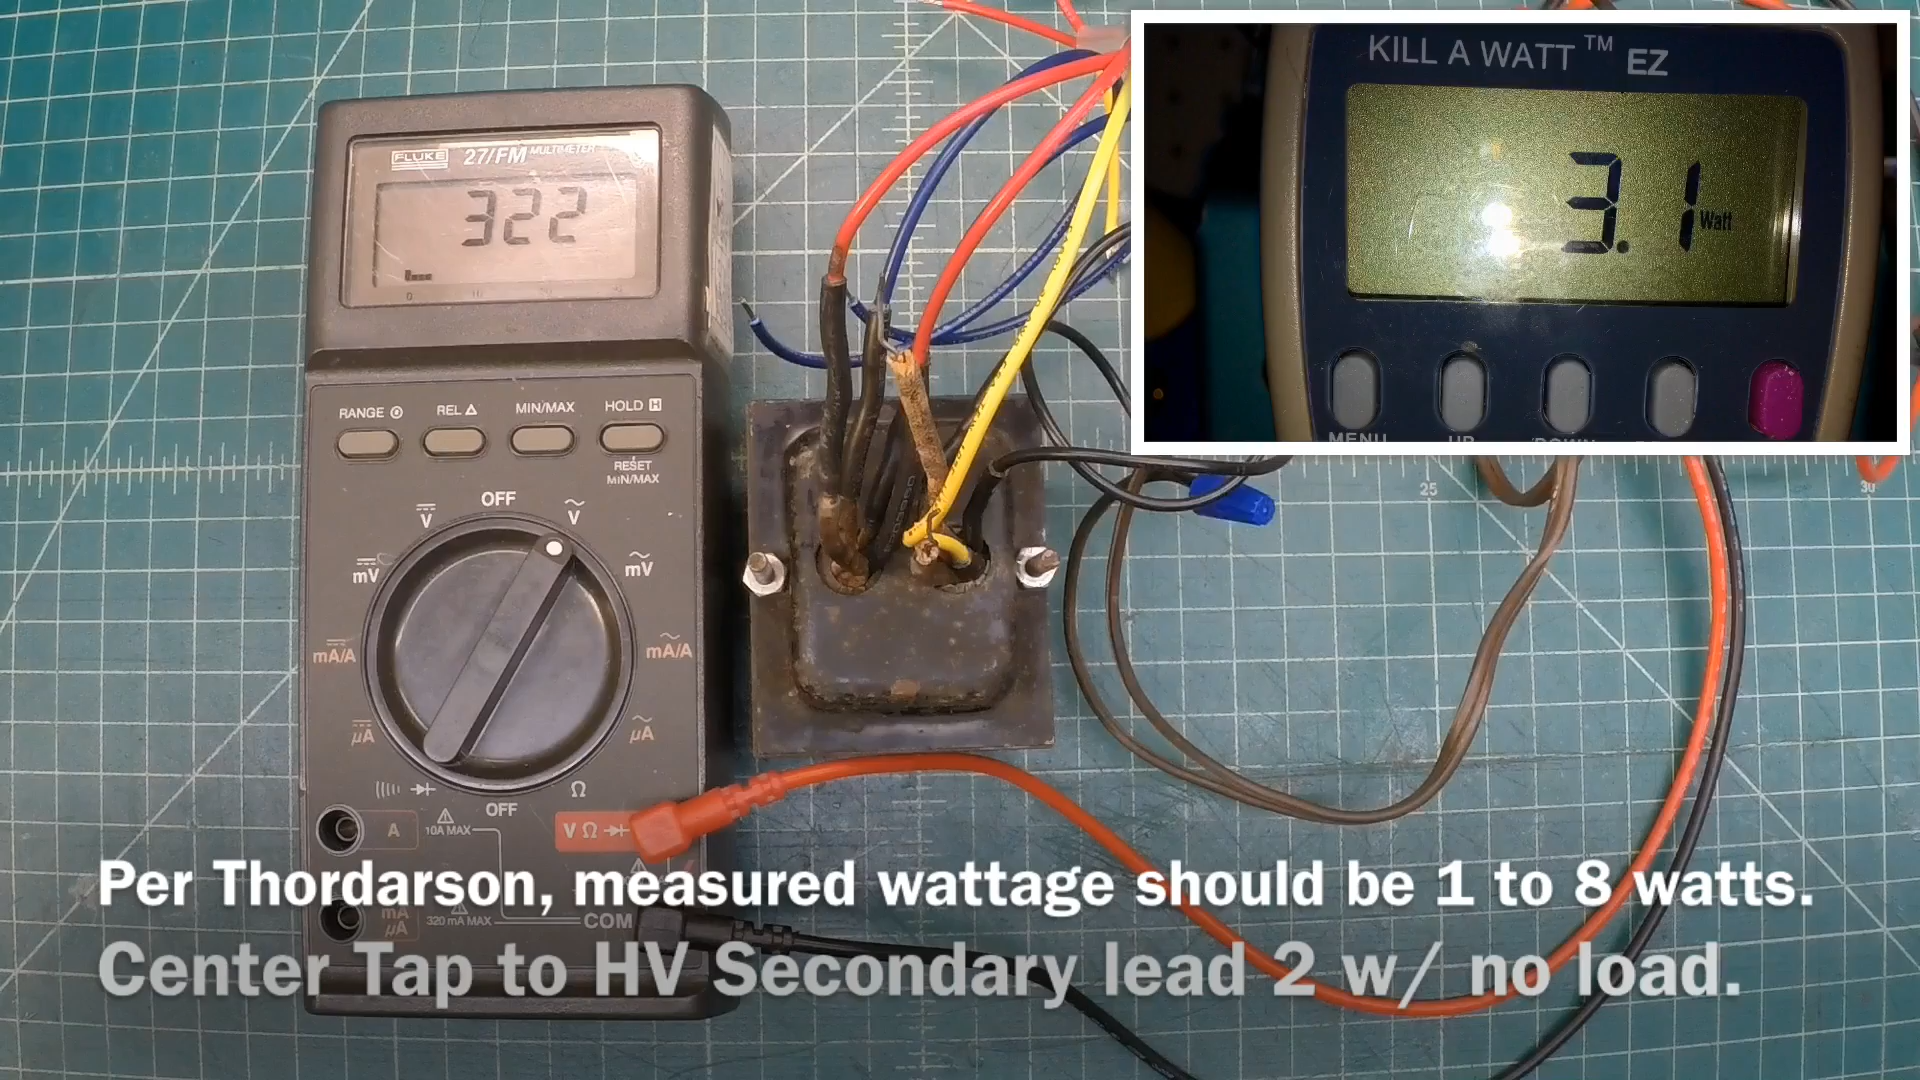 KILL A WATT™ EZ
3.1 Watt
MENU UP DOWN
FLUKE 27/FM MULTIMETER
322
0
RANGE REL △ MIN/MAX HOLD H
RESET
MIN/MAX
OFF
V ~
V
mV
mV
mA/A
mA/A
µA
µA
Ω
OFF
A
10A MAX
V Ω
mA
µA
320 mA MAX
COM
25
30
Per Thordarson, measured wattage should be 1 to 8 watts.
Center Tap to HV Secondary lead 2 w/ no load.